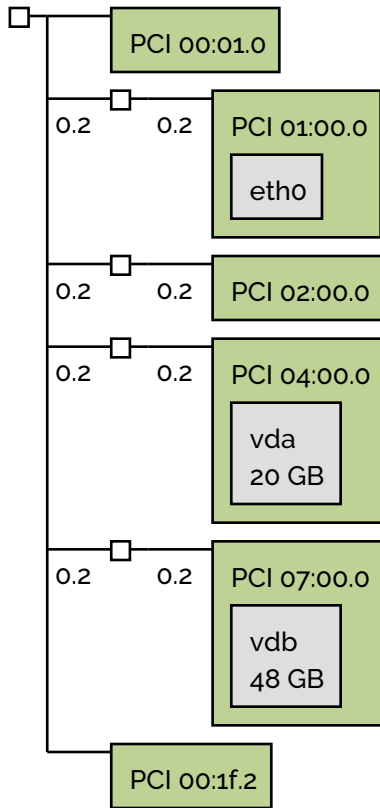 PCI 00:01.0
0.2 0.2 PCI 01:00.0
eth0
0.2 0.2 PCI 02:00.0
0.2 0.2 PCI 04:00.0
vda
20 GB
0.2 0.2 PCI 07:00.0
vdb
48 GB
PCI 00:1f.2